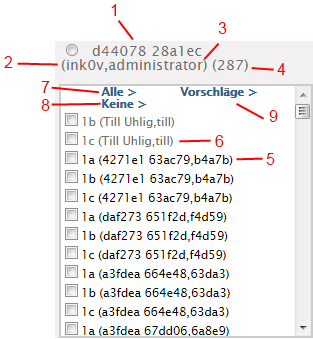 1
3
d44078 28a1ec
2 (ink0v,administrator) (287) 4
7 Alle > Vorschläge >
8 Keine > 9
1b (Till Uhlig,till)
1c (Till Uhlig,till) 6
1a (4271e1 63ac79,b4a7b) 5
1b (4271e1 63ac79,b4a7b)
1c (4271e1 63ac79,b4a7b)
1a (daf273 651f2d,f4d59)
1b (daf273 651f2d,f4d59)
1c (daf273 651f2d,f4d59)
1a (a3fdea 664e48,63da3)
1b (a3fdea 664e48,63da3)
1c (a3fdea 664e48,63da3)
1a (a3fdea 67dd06,6a8e9)